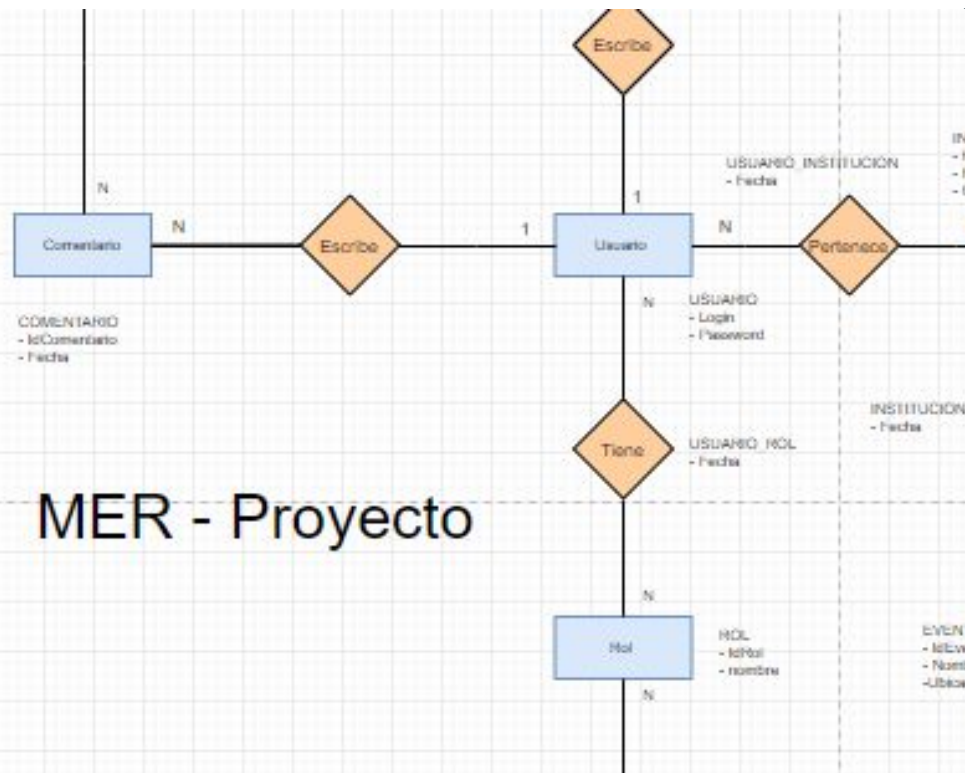 Escribe
USUARIO_INSTITUCION
- Fecha
N
1
Comentario
N
Escribe
1
Usuario
N
Pertenece
COMENTARIO
- IdComentario
- Fecha
N
USUARIO
- Login
- Password
INSTITUCION
- Fecha
Tiene
USUARIO_ROL
- Fecha
MER - Proyecto
N
Rol
ROL
- IdRol
- nombre
N